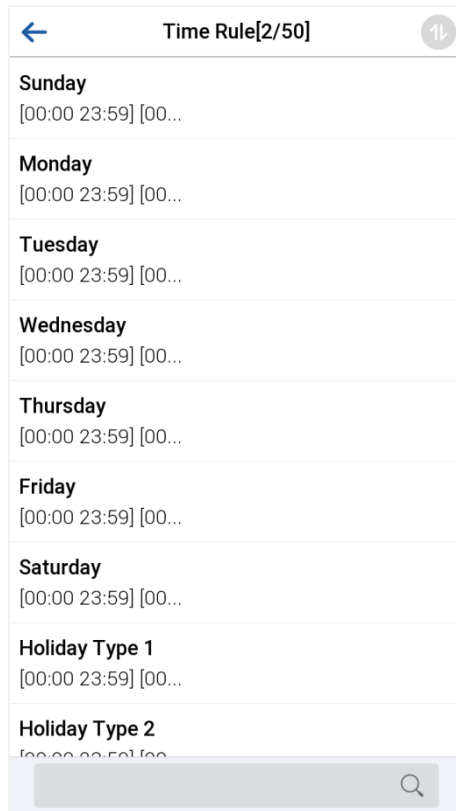 Time Rule[2/50]
Sunday
[00:00 23:59] [00...
Monday
[00:00 23:59] [00...
Tuesday
[00:00 23:59] [00...
Wednesday
[00:00 23:59] [00...
Thursday
[00:00 23:59] [00...
Friday
[00:00 23:59] [00...
Saturday
[00:00 23:59] [00...
Holiday Type 1
[00:00 23:59] [00...
Holiday Type 2